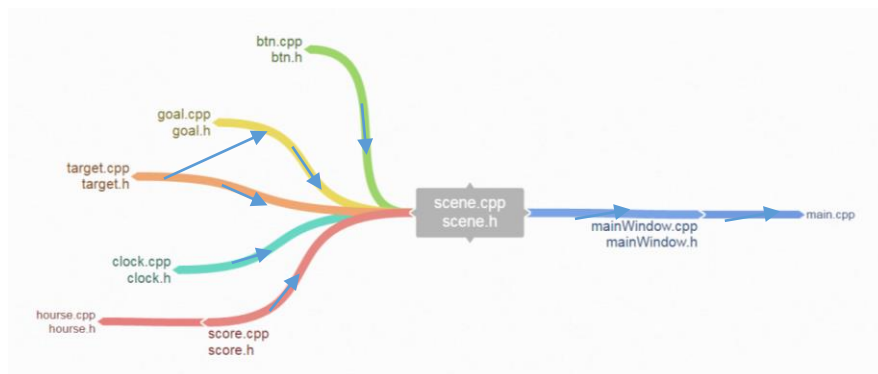 btn.cpp
btn.h
goal.cpp
goal.h
target.cpp
target.h
scene.cpp
scene.h
main.cpp
mainWindow.cpp
mainWindow.h
clock.cpp
clock.h
hourse.cpp
hourse.h
score.cpp
score.h